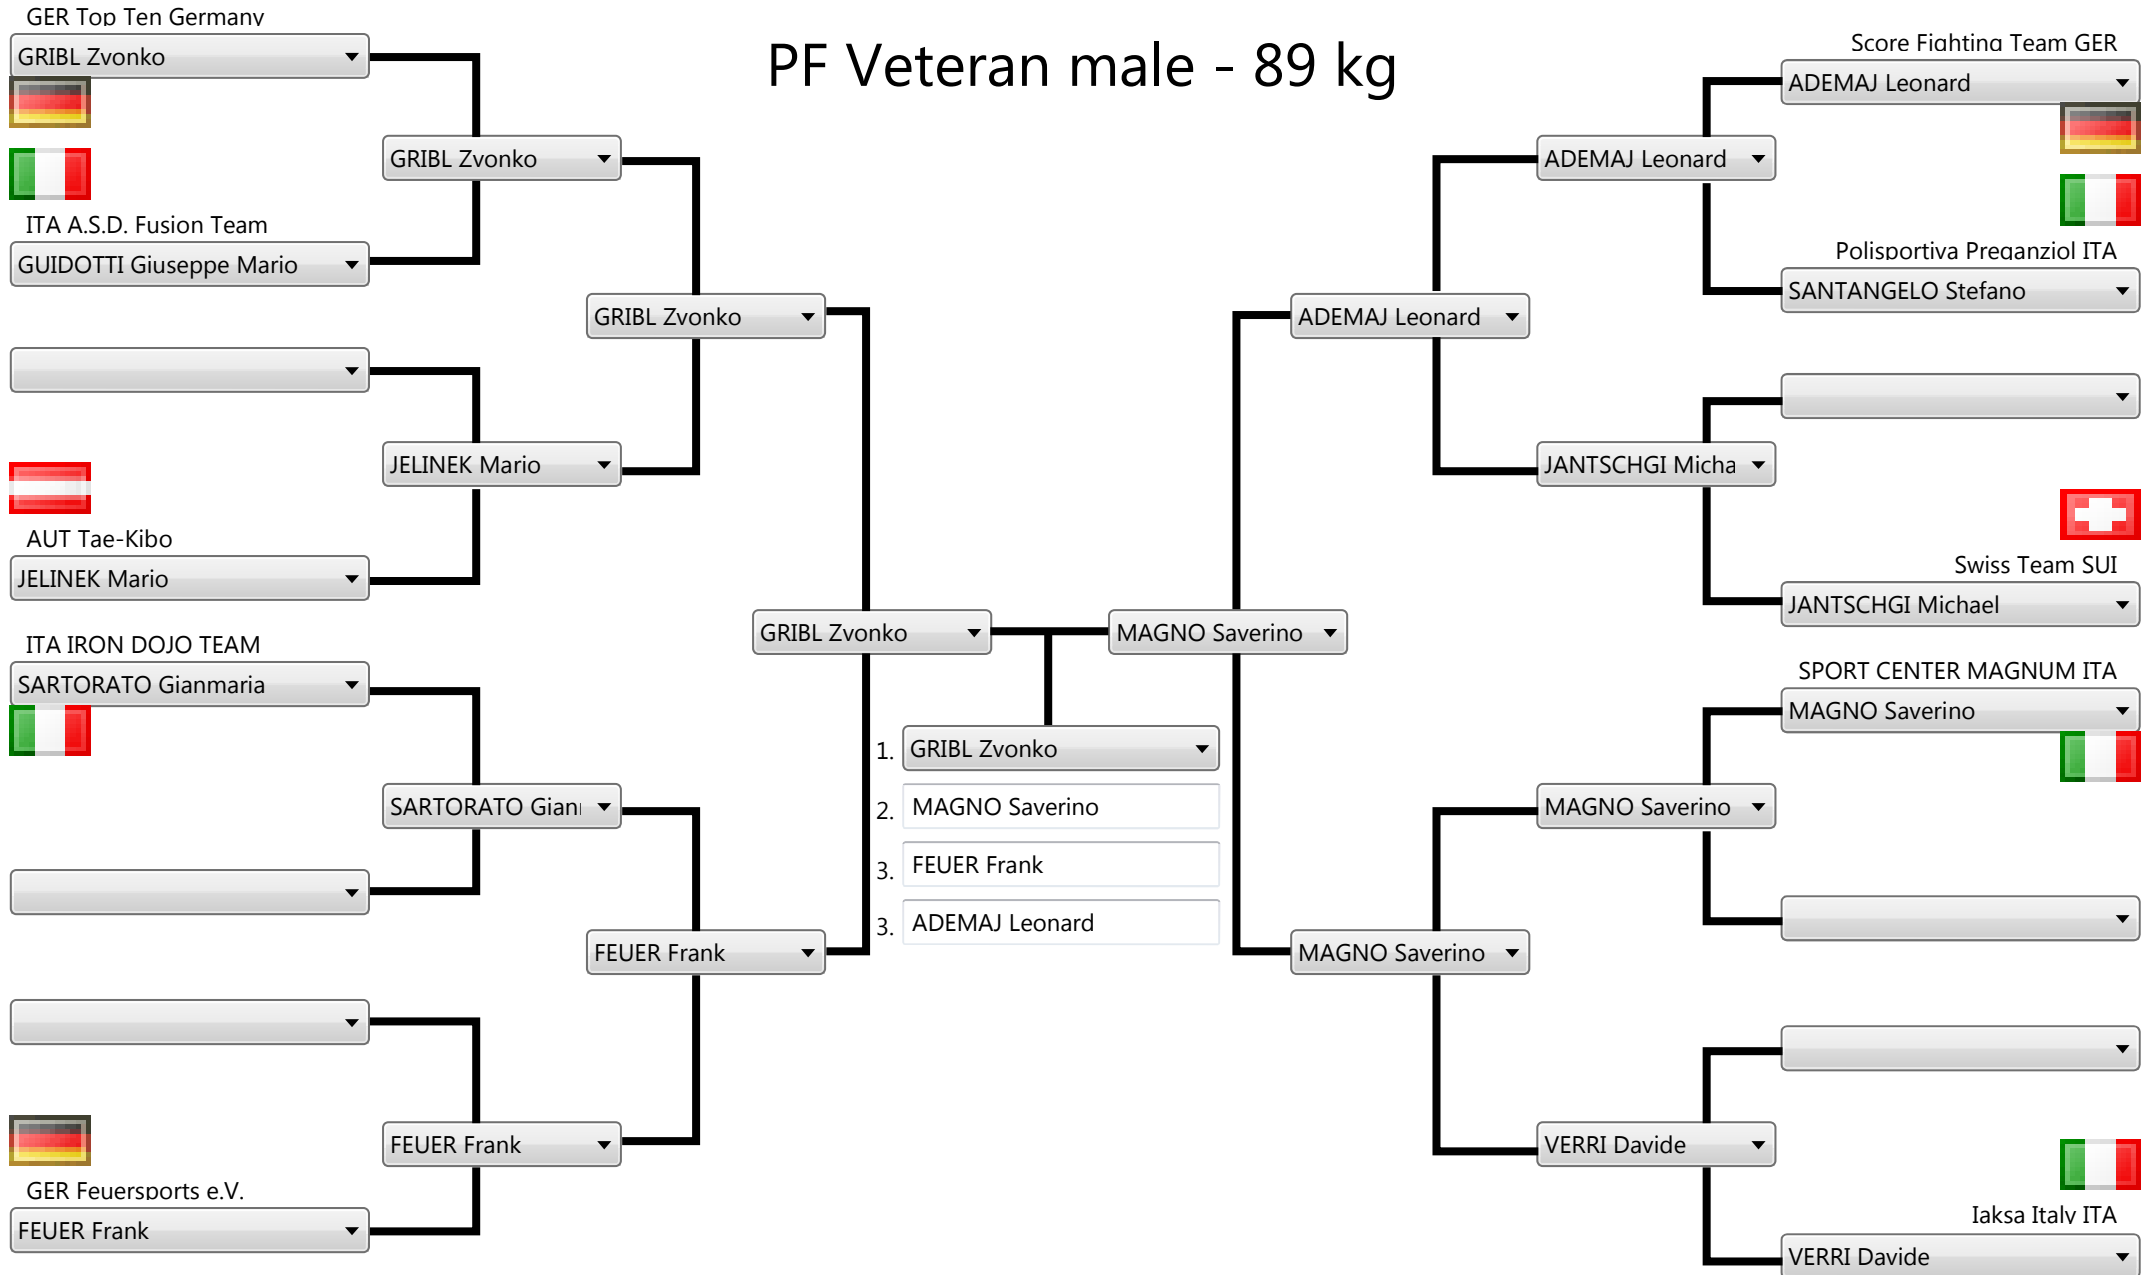 PF Veteran male - 89 kg
GER Top Ten Germany
GRIBL Zvonko
ITA A.S.D. Fusion Team
GUIDOTTI Giuseppe Mario
AUT Tae-Kibo
JELINEK Mario
ITA IRON DOJO TEAM
SARTORATO Gianmaria
GER Feuersports e.V.
FEUER Frank
GRIBL Zvonko
JELINEK Mario
SARTORATO Gian
FEUER Frank
GRIBL Zvonko
FEUER Frank
GRIBL Zvonko
MAGNO Saverino
1. GRIBL Zvonko
2. MAGNO Saverino
3. FEUER Frank
3. ADEMAJ Leonard
ADEMAJ Leonard
MAGNO Saverino
ADEMAJ Leonard
JANTSCHGI Micha
MAGNO Saverino
VERRI Davide
Score Fighting Team GER
ADEMAJ Leonard
Polisportiva Preganziol ITA
SANTANGELO Stefano
Swiss Team SUI
JANTSCHGI Michael
SPORT CENTER MAGNUM ITA
MAGNO Saverino
Iaksa Italy ITA
VERRI Davide